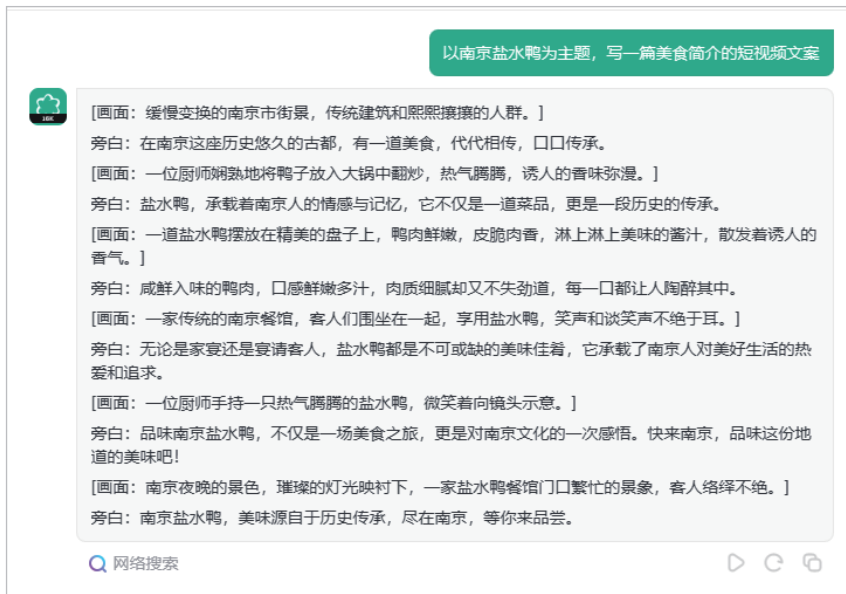 以南京盐水鸭为主题，写一篇美食简介的短视频文案
16K
[画面：缓慢变换的南京市街景，传统建筑和熙熙攘攘的人群。]
旁白：在南京这座历史悠久的古都，有一道美食，代代相传，口口传承。
[画面：一位厨师娴熟地将鸭子放入大锅中翻炒，热气腾腾，诱人的香味弥漫。]
旁白：盐水鸭，承载着南京人的情感与记忆，它不仅是一道菜品，更是一段历史的传承。
[画面：一道盐水鸭摆放在精美的盘子上，鸭肉鲜嫩，皮脆肉香，淋上淋上美味的酱汁，散发着诱人的
香气。]
旁白：咸鲜入味的鸭肉，口感鲜嫩多汁，肉质细腻却又不失劲道，每一口都让人陶醉其中。
[画面：一家传统的南京餐馆，客人们围坐在一起，享用盐水鸭，笑声和谈笑声不绝于耳。]
旁白：无论是家宴还是宴请客人，盐水鸭都是不可或缺的美味佳肴，它承载了南京人对美好生活的热
爱和追求。
[画面：一位厨师手持一只热气腾腾的盐水鸭，微笑着向镜头示意。]
旁白：品味南京盐水鸭，不仅是一场美食之旅，更是对南京文化的一次感悟。快来南京，品味这份地
道的美味吧！
[画面：南京夜晚的景色，璀璨的灯光映衬下，一家盐水鸭餐馆门口繁忙的景象，客人络绎不绝。]
旁白：南京盐水鸭，美味源自于历史传承，尽在南京，等你来品尝。
网络搜索